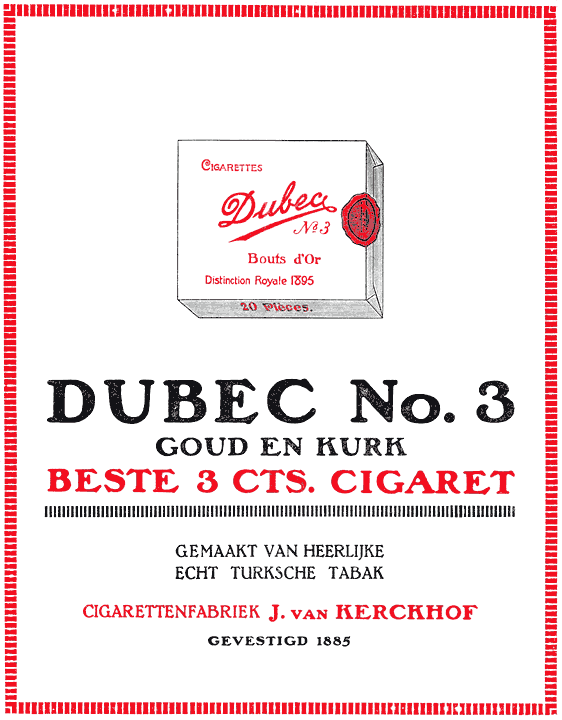 CIGARETTES
Dubec
No 3
Bouts d'Or
Distinction Royale 1895
20 Pièces.
DUBEC No. 3
GOUD EN KURK
BESTE 3 CTS. CIGARET
GEMAAKT VAN HEERLIJKE
ECHT TURKSCHE TABAK
CIGARETTENFABRIEK J. VAN KERCKHOF
GEVESTIGD 1885